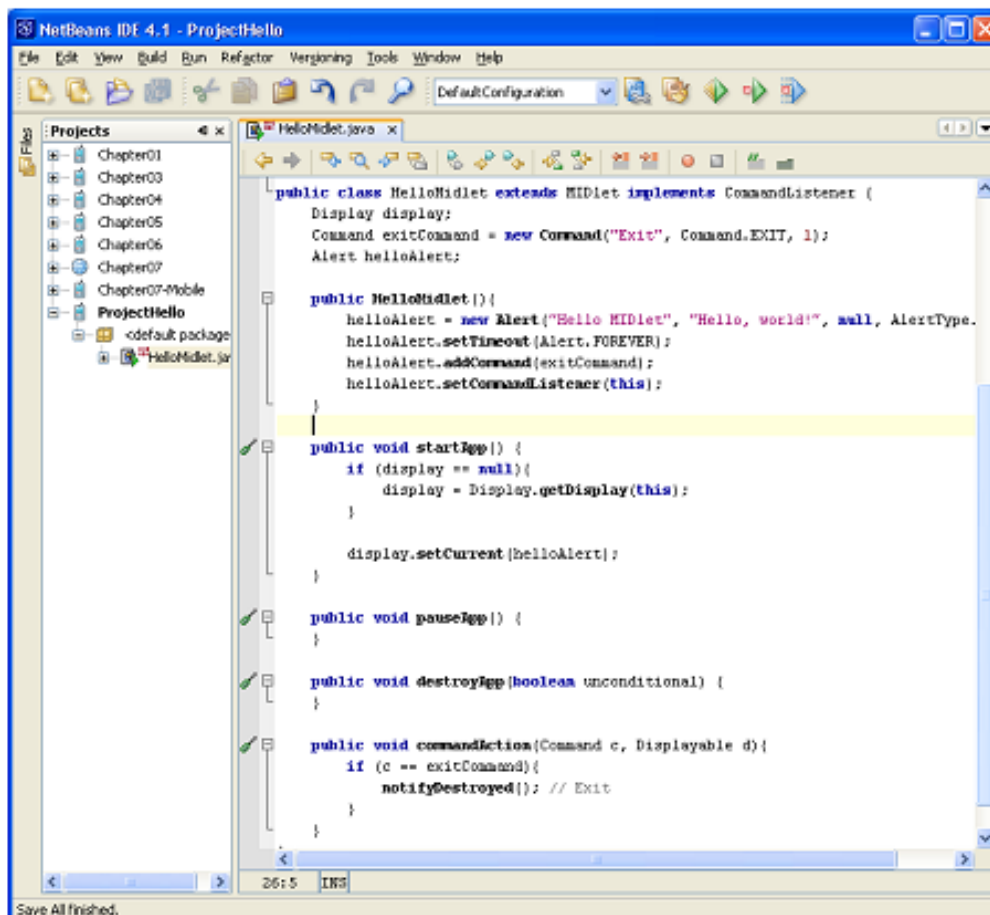 NetBeans IDE 4.1 - ProjectHello
File Edit View Build Run Refactor Versioning Tools Window Help
DefaultConfiguration
Files
Projects
Chapter01
Chapter03
Chapter04
Chapter05
Chapter06
Chapter07
Chapter07-Mobile
ProjectHello
<default package
HelloMidlet.ja
HelloMidlet.java
public class HelloMidlet extends MIDlet implements CommandListener {
Display display;
Command exitCommand = new Command("Exit", Command.EXIT, 1);
Alert helloAlert;
public HelloMidlet(){
helloAlert = new Alert("Hello MIDlet", "Hello, world!", null, AlertType.
helloAlert.setTimeout(Alert.FOREVER);
helloAlert.addCommand(exitCommand);
helloAlert.setCommandListener(this);
}
public void startApp() {
if (display == null){
display = Display.getDisplay(this);
}
display.setCurrent(helloAlert);
}
public void pauseApp() {
}
public void destroyApp(boolean unconditional) {
}
public void commandAction(Command c, Displayable d){
if (c == exitCommand){
notifyDestroyed(); // Exit
}
}
26:5 INS
Save All finished.